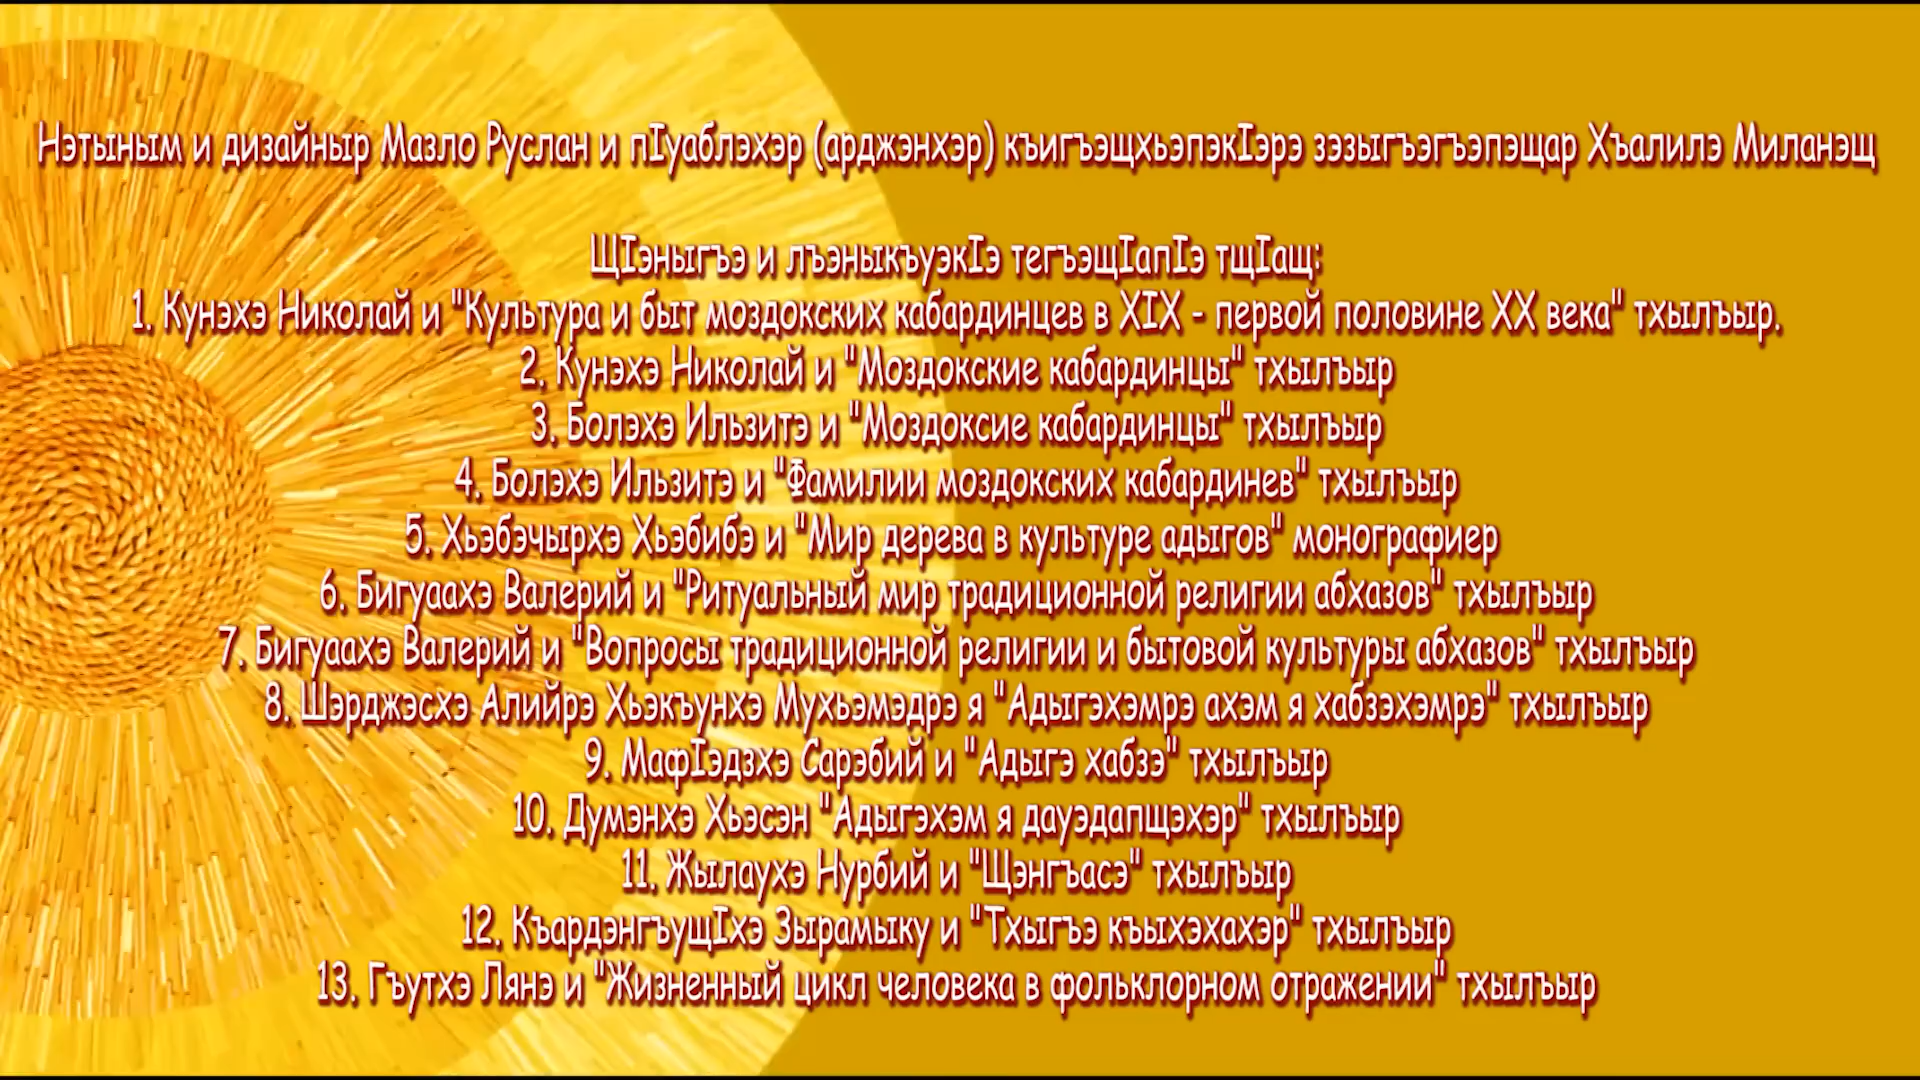 Нэтыным и дизайныр Мазло Руслан и пIуаблэхэр (арджэнхэр) къигъэщхьэпэкIэрэ зэзыгъэгъэпэщар Хъалилэ Миланэщ
ЩIэныгъэ и лъэныкъуэкIэ тегъэщIапIэ тщIащ:
1. Кунэхэ Николай и "Культура и быт моздокских кабардинцев в XIX - первой половине XX века" тхылъыр.
2. Кунэхэ Николай и "Моздокские кабардинцы" тхылъыр
3. Болэхэ Ильзитэ и "Моздоксие кабардинцы" тхылъыр
4. Болэхэ Ильзитэ и "Фамилии моздокских кабардинев" тхылъыр
5. Хьэбэчырхэ Хьэбибэ и "Мир дерева в культуре адыгов" монографиер
6. Бигуаахэ Валерий и "Ритуальный мир традиционной религии абхазов" тхылъыр
7. Бигуаахэ Валерий и "Вопросы традиционной религии и бытовой культуры абхазов" тхылъыр
8. Шэрджэсхэ Алийрэ Хьэкъунхэ Мухьэмэдрэ я "Адыгэхэмрэ ахэм я хабзэхэмрэ" тхылъыр
9. МафIэдзхэ Сарэбий и "Адыгэ хабзэ" тхылъыр
10. Думэнхэ Хьэсэн "Адыгэхэм я дауэдапщэхэр" тхылъыр
11. Жылаухэ Нурбий и "Щэнгъасэ" тхылъыр
12. КъардэнгъущIхэ Зырамыку и "Тхыгъэ къыхэхахэр" тхылъыр
13. Гъутхэ Лянэ и "Жизненный цикл человека в фольклорном отражении" тхылъыр